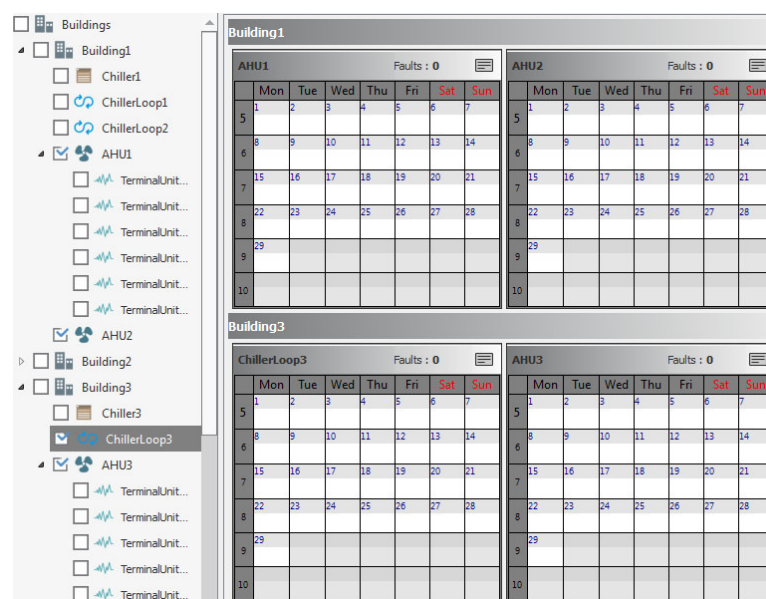 Buildings
Building1
Chiller1
ChillerLoop1
ChillerLoop2
AHU1
TerminalUnit...
TerminalUnit...
TerminalUnit...
TerminalUnit...
TerminalUnit...
TerminalUnit...
AHU2
Building2
Building3
Chiller3
ChillerLoop3
AHU3
TerminalUnit...
TerminalUnit...
TerminalUnit...
TerminalUnit...
TerminalUnit...
Building1
AHU1 Faults : 0
Mon Tue Wed Thu Fri Sat Sun
5 1 2 3 4 5 6 7
6 8 9 10 11 12 13 14
7 15 16 17 18 19 20 21
8 22 23 24 25 26 27 28
9 29
10
AHU2 Faults : 0
Mon Tue Wed Thu Fri Sat Sun
5 1 2 3 4 5 6 7
6 8 9 10 11 12 13 14
7 15 16 17 18 19 20 21
8 22 23 24 25 26 27 28
9 29
10
Building3
ChillerLoop3 Faults : 0
Mon Tue Wed Thu Fri Sat Sun
5 1 2 3 4 5 6 7
6 8 9 10 11 12 13 14
7 15 16 17 18 19 20 21
8 22 23 24 25 26 27 28
9 29
10
AHU3 Faults : 0
Mon Tue Wed Thu Fri Sat Sun
5 1 2 3 4 5 6 7
6 8 9 10 11 12 13 14
7 15 16 17 18 19 20 21
8 22 23 24 25 26 27 28
9 29
10